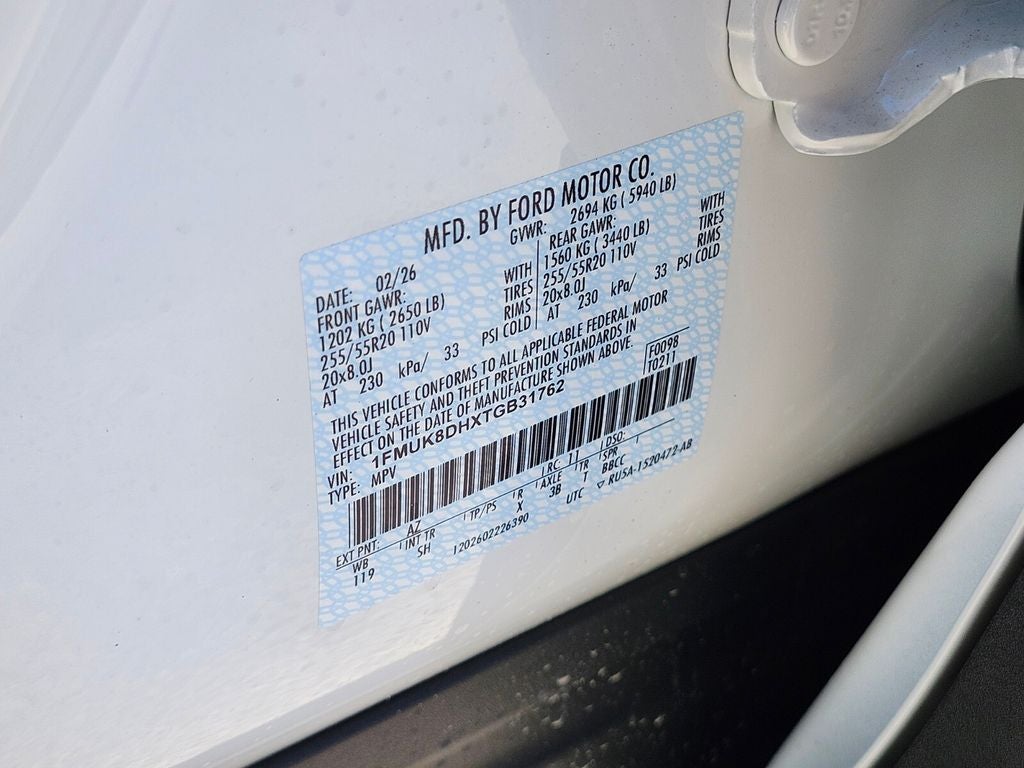 MFD. BY FORD MOTOR CO.
DATE: 02/26 GVWR: 2694 KG ( 5940 LB)
FRONT GAWR: REAR GAWR:
1202 KG ( 2650 LB) WITH 1560 KG ( 3440 LB) WITH
255/55R20 110V TIRES 255/55R20 110V TIRES
20x8.0J RIMS 20x8.0J RIMS
AT 230 kPa/ 33 PSI COLD AT 230 kPa/ 33 PSI COLD
THIS VEHICLE CONFORMS TO ALL APPLICABLE FEDERAL MOTOR
VEHICLE SAFETY AND THEFT PREVENTION STANDARDS IN
EFFECT ON THE DATE OF MANUFACTURE SHOWN ABOVE.
F0098
T0211
VIN: 1FMUK8DHXTGB31762
TYPE: MPV
EXT PNT: AZ RC: 11 DSO:
WB INT TR TP/PS R AXLE TR SPR
119 SH X 3B T BBCC
1202602226390 UTC RU5A-1520472-AB